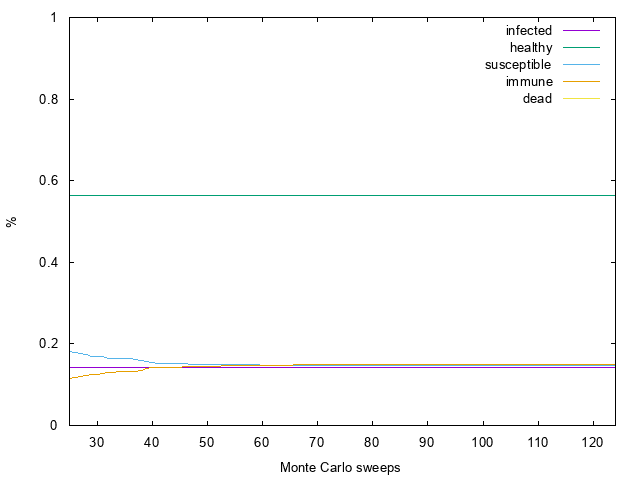 1
infected
healthy
susceptible
immune
dead
0.8
0.6
%
0.4
0.2
0
30 40 50 60 70 80 90 100 110 120
Monte Carlo sweeps